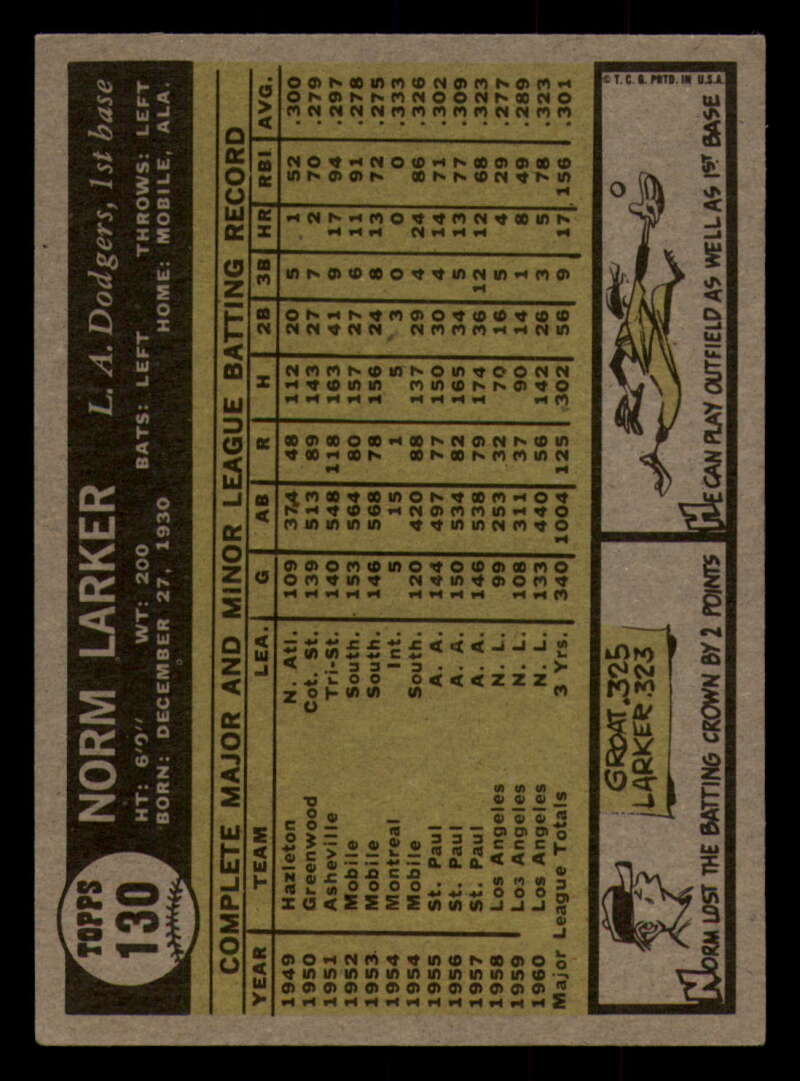 TOPPS
130
NORM LARKER L. A. Dodgers, 1st base
HT: 6'0" WT: 200 BATS: LEFT THROWS: LEFT
BORN: DECEMBER 27, 1930 HOME: MOBILE, ALA.
COMPLETE MAJOR AND MINOR LEAGUE BATTING RECORD
YEAR TEAM LEA. G AB R H 2B 3B HR RBI AVG.
1949 Hazleton N. Atl. 109 374 48 112 20 5 1 52 .300
1950 Greenwood Cot. St. 139 513 89 143 27 7 2 70 .279
1951 Asheville Tri-St. 140 548 118 163 41 9 17 94 .297
1952 Mobile South. 153 564 80 157 27 6 11 91 .278
1953 Mobile South. 146 568 78 156 24 8 13 72 .275
1954 Montreal Int. 5 15 1 5 3 0 0 0 .333
1954 Mobile South. 120 420 88 137 29 4 24 86 .326
1955 St. Paul A. A. 144 497 77 150 30 4 14 71 .302
1956 St. Paul A. A. 150 534 82 165 34 5 13 77 .309
1957 St. Paul A. A. 146 538 79 174 36 12 12 68 .323
1958 Los Angeles N. L. 99 253 32 70 16 5 4 29 .277
1959 Los Angeles N. L. 108 311 37 90 14 1 8 49 .289
1960 Los Angeles N. L. 133 440 56 142 26 3 5 78 .323
Major League Totals 3 Yrs. 340 1004 125 302 56 9 17 156 .301
GROAT .325
LARKER .323
NORM LOST THE BATTING CROWN BY 2 POINTS
© T. C. G. PRTD. IN U.S.A.
HE CAN PLAY OUTFIELD AS WELL AS 1ST BASE